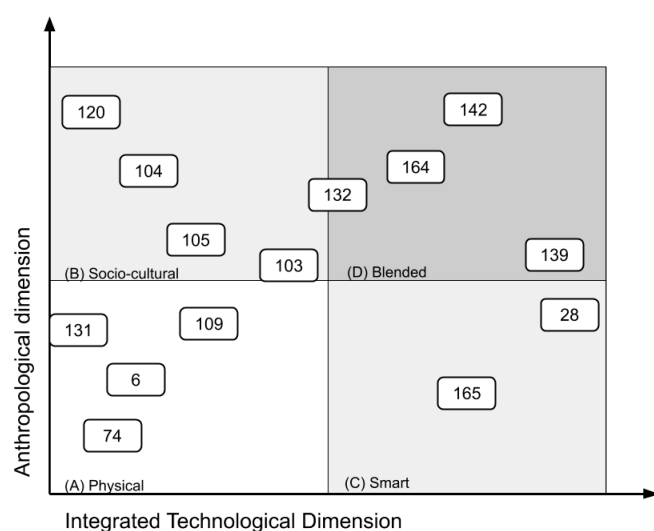 120
142
104
164
132
105
103
139
(B) Socio-cultural
(D) Blended
28
131
109
6
165
74
(A) Physical
(C) Smart
Anthropological dimension
Integrated Technological Dimension